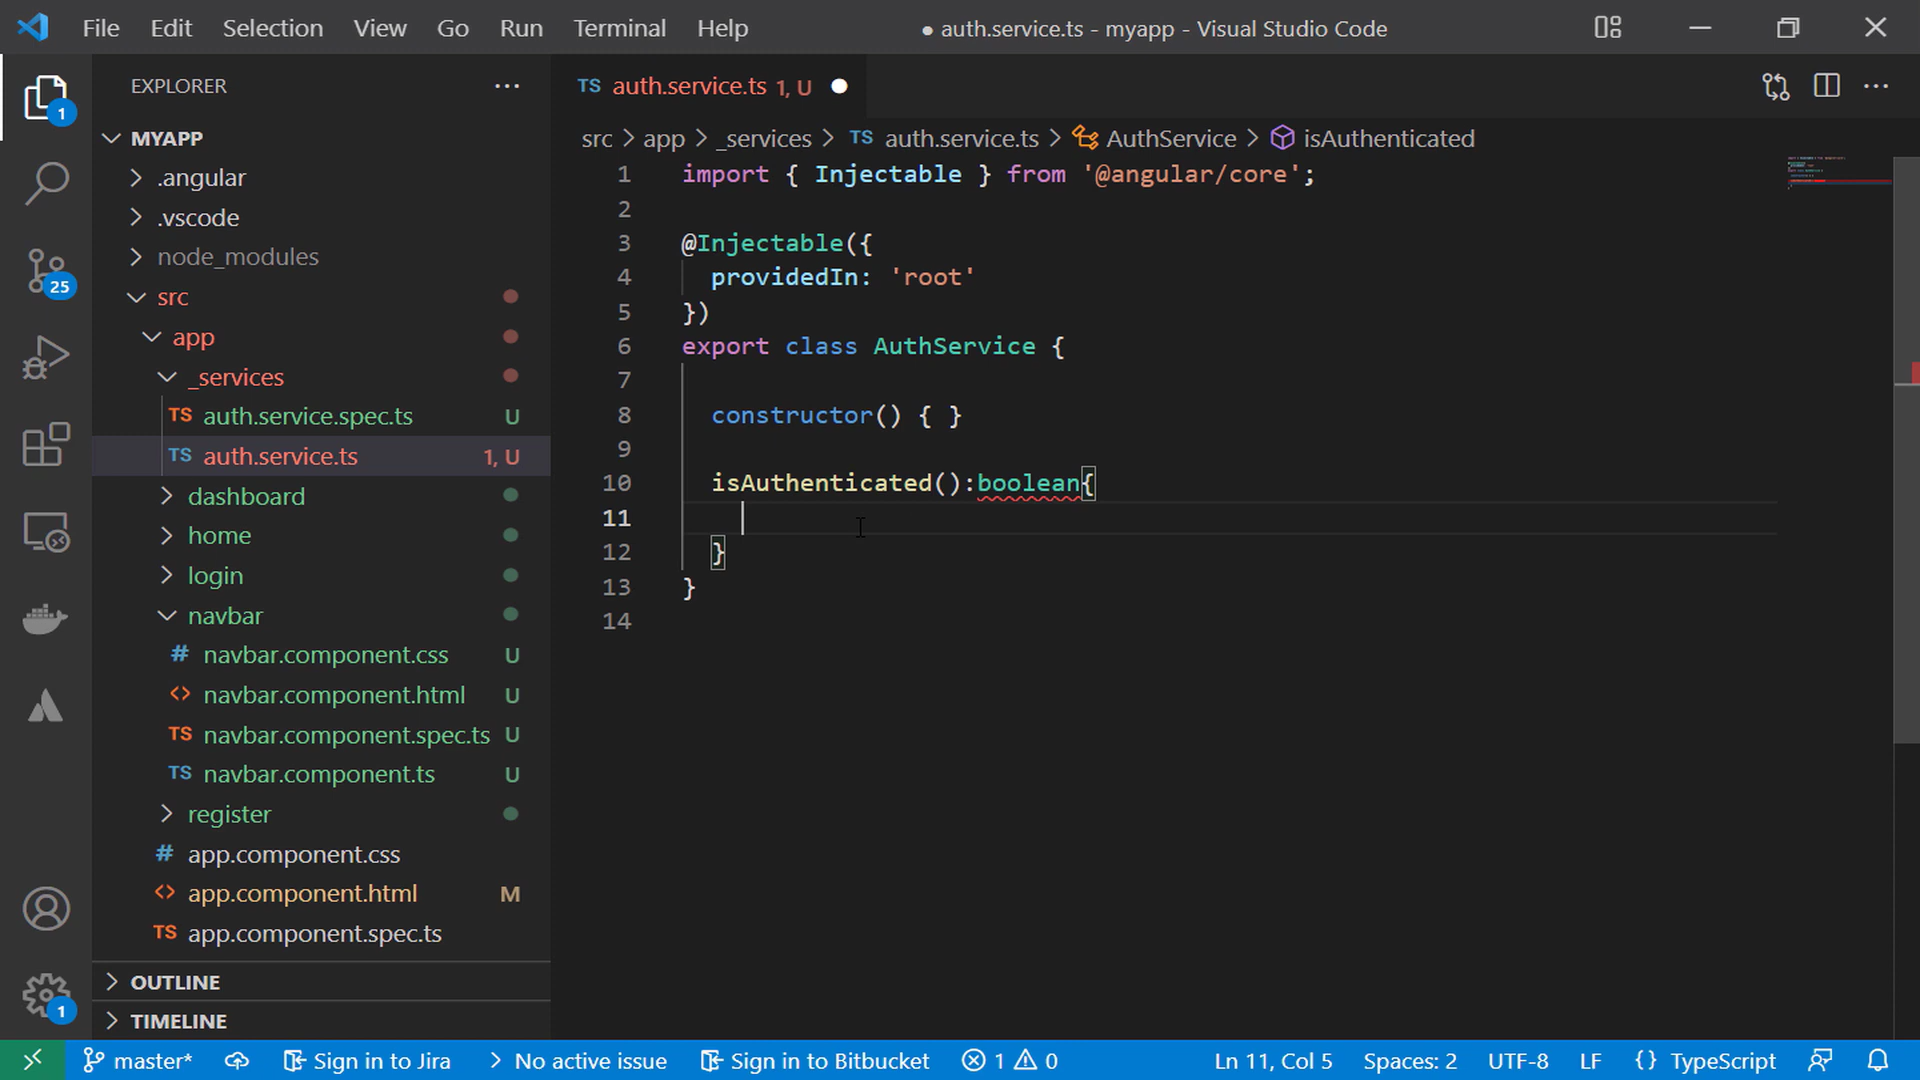 File Edit Selection View Go Run Terminal Help
● auth.service.ts - myapp - Visual Studio Code
EXPLORER
MYAPP
.angular
.vscode
node_modules
src
app
_services
TS auth.service.spec.ts U
TS auth.service.ts 1, U
dashboard
home
login
navbar
# navbar.component.css U
<> navbar.component.html U
TS navbar.component.spec.ts U
TS navbar.component.ts U
register
# app.component.css
<> app.component.html M
TS app.component.spec.ts
OUTLINE
TIMELINE
1
25
1
TS auth.service.ts 1, U
src > app > _services > TS auth.service.ts > AuthService > isAuthenticated
1 import { Injectable } from '@angular/core';
2
3 @Injectable({
4 providedIn: 'root'
5 })
6 export class AuthService {
7
8 constructor() { }
9
10 isAuthenticated():boolean{
11
12 }
13 }
14
master* Sign in to Jira > No active issue Sign in to Bitbucket 1 0 Ln 11, Col 5 Spaces: 2 UTF-8 LF {} TypeScript